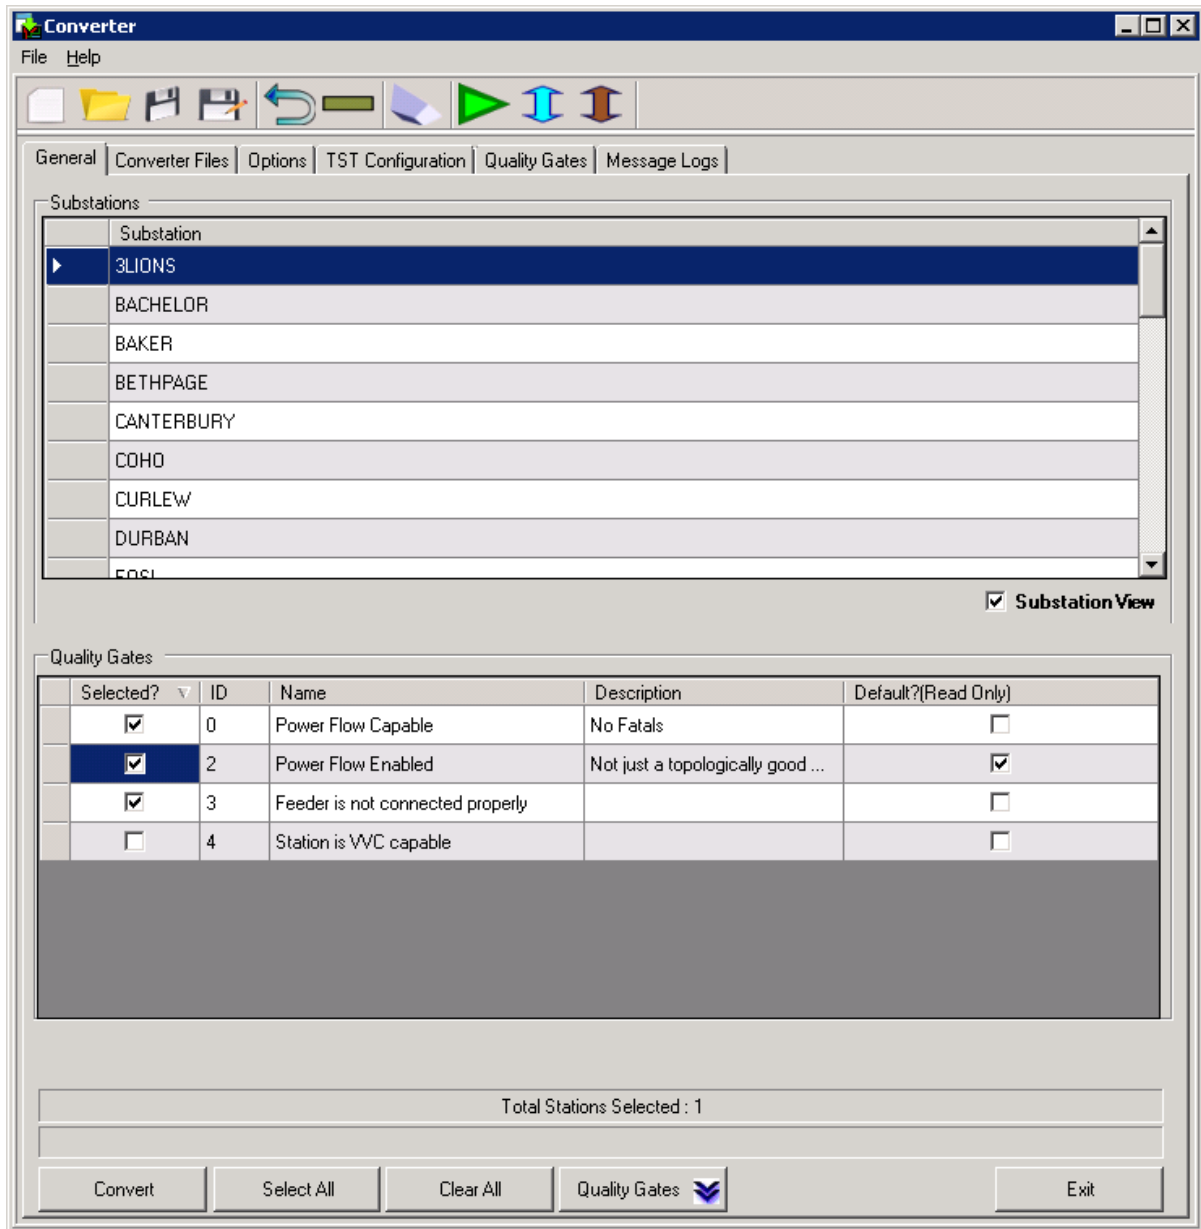 Converter
File Help
General Converter Files Options TST Configuration Quality Gates Message Logs
Substations
Substation
3LIONS
BACHELOR
BAKER
BETHPAGE
CANTERBURY
COHO
CURLEW
DURBAN
Substation View
Quality Gates
Selected? ID Name Description Default?(Read Only)
0 Power Flow Capable No Fatals
2 Power Flow Enabled Not just a topologically good ...
3 Feeder is not connected properly
4 Station is VVC capable
Total Stations Selected : 1
Convert Select All Clear All Quality Gates Exit